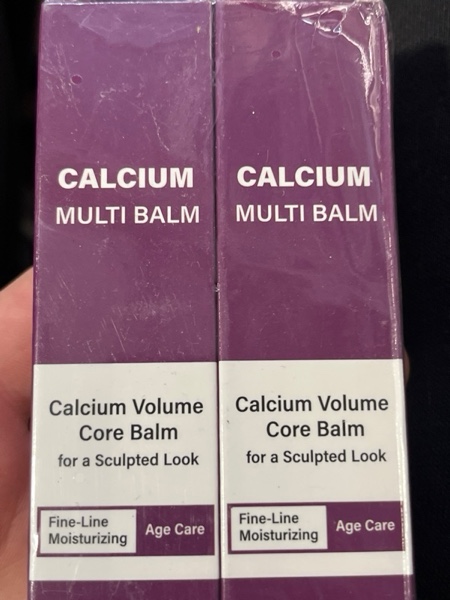 CALCIUM
MULTI BALM
Calcium Volume
Core Balm
for a Sculpted Look
Fine-Line
Moisturizing
Age Care
CALCIUM
MULTI BALM
Calcium Volume
Core Balm
for a Sculpted Look
Fine-Line
Moisturizing
Age Care